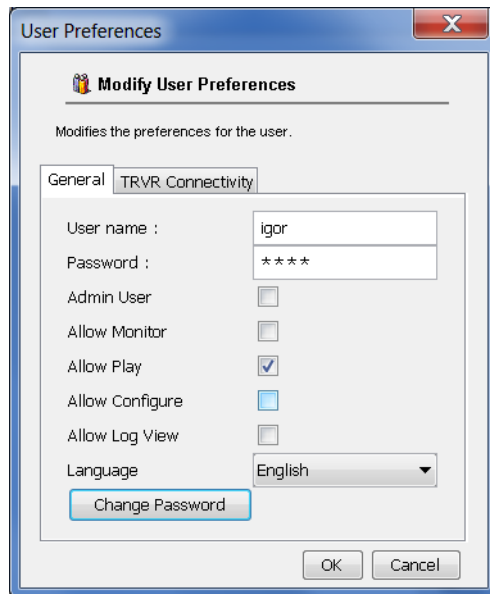 User Preferences
Modify User Preferences
Modifies the preferences for the user.
General TRVR Connectivity
User name : igor
Password : ****
Admin User
Allow Monitor
Allow Play
Allow Configure
Allow Log View
Language English
Change Password
OK Cancel